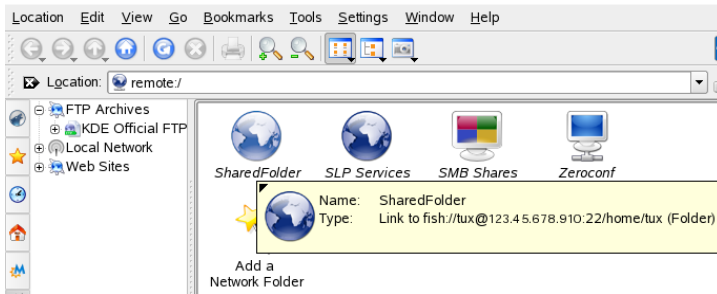 Location Edit View Go Bookmarks Tools Settings Window Help
Location: remote:/
FTP Archives
KDE Official FTP
Local Network
Web Sites
SharedFolder SLP Services SMB Shares Zeroconf
Name: SharedFolder
Type: Link to fish://tux@123.45.678.910:22/home/tux (Folder)
Add a
Network Folder